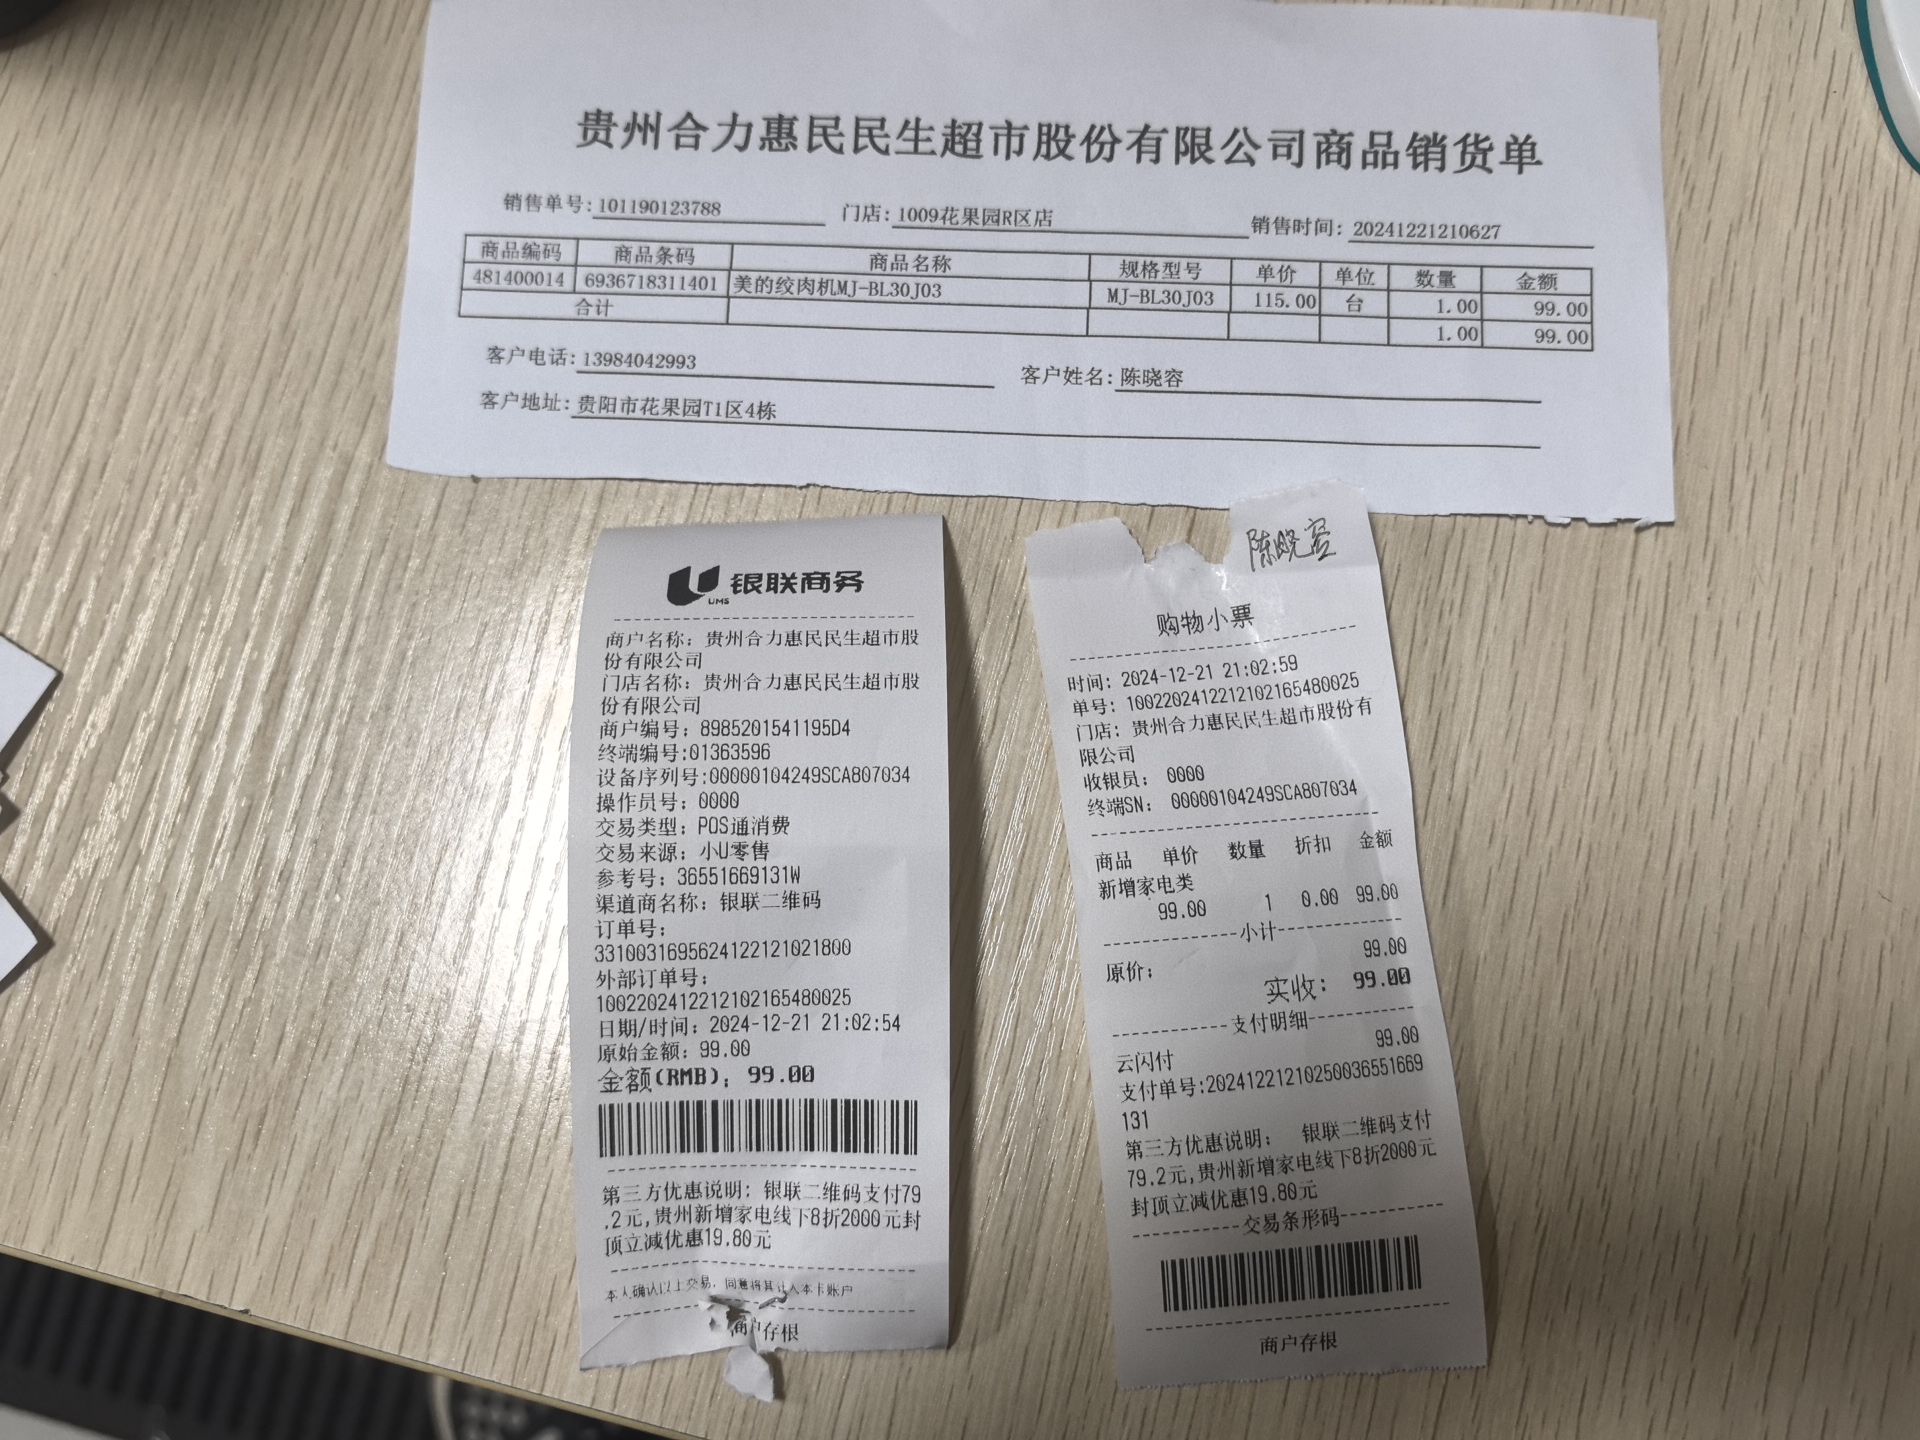 贵州合力惠民民生超市股份有限公司商品销货单
销售单号:101190123788 门店:1009花果园R区店 销售时间:20241221210627
商品编码 商品条码 商品名称 规格型号 单价 单位 数量 金额
481400014 6936718311401 美的绞肉机MJ-BL30J03 MJ-BL30J03 115.00 台 1.00 99.00
合计 1.00 99.00
客户电话:13984042993 客户姓名:陈晓容
客户地址:贵阳市花果园T1区4栋
银联商务
UMS
商户名称：贵州合力惠民民生超市股
份有限公司
门店名称：贵州合力惠民民生超市股
份有限公司
商户编号：8985201541195D4
终端编号:01363596
设备序列号:00000104249SCA807034
操作员号：0000
交易类型：POS通消费
交易来源：小U零售
参考号：36551669131W
渠道商名称：银联二维码
订单号：
33100316956241221210218​00
外部订单号：
1002202412212102165480025
日期/时间：2024-12-21 21:02:54
原始金额：99.00
金额(RMB)：99.00
第三方优惠说明：银联二维码支付79
.2元,贵州新增家电线下8折2000元封
顶立减优惠19.80元
本人确认以上交易，同意将其计入本卡账户
商户存根
陈晓容
购物小票
时间：2024-12-21 21:02:59
单号：1002202412212102165480025
门店：贵州合力惠民民生超市股份有
限公司
收银员： 0000
终端SN： 00000104249SCA807034
商品 单价 数量 折扣 金额
新增家电类
99.00 1 0.00 99.00
小计
原价： 99.00
实收： 99.00
支付明细
云闪付 99.00
支付单号:20241221210250036551669
131
第三方优惠说明： 银联二维码支付
79.2元,贵州新增家电线下8折2000元
封顶立减优惠19.80元
交易条形码
商户存根